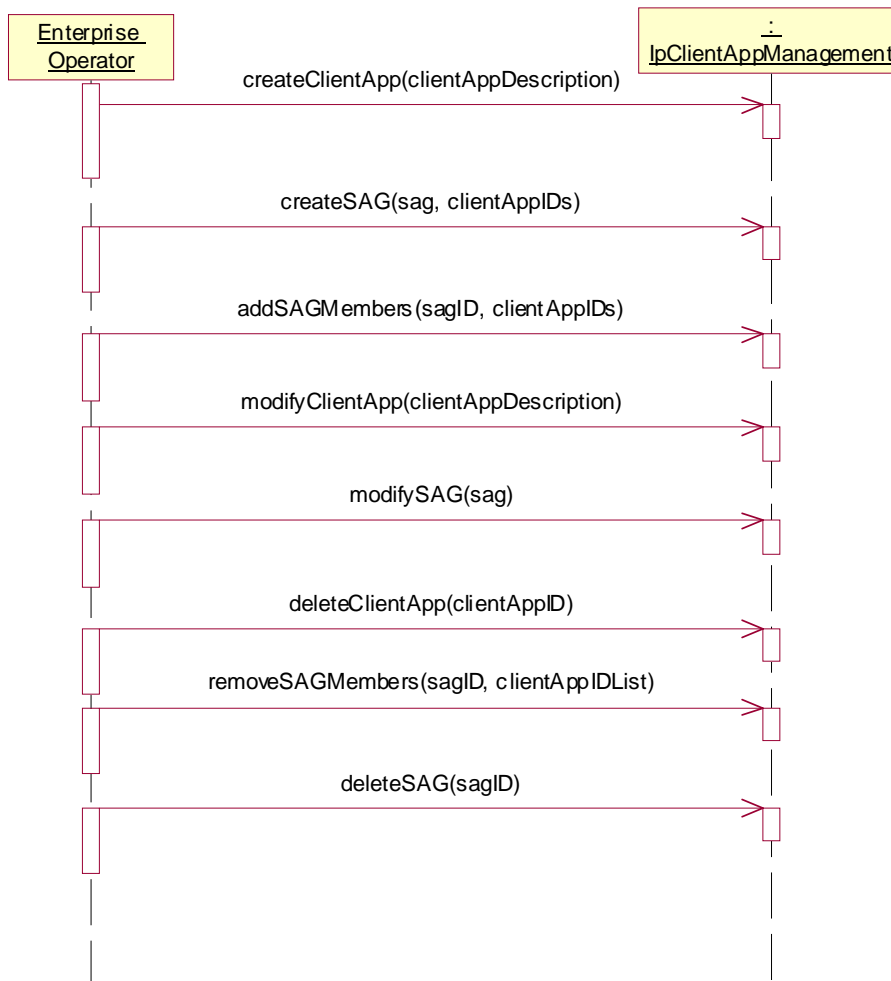 Enterprise
Operator
:
IpClientAppManagement
createClientApp(clientAppDescription)
createSAG(sag, clientAppIDs)
addSAGMembers(sagID, clientAppIDs)
modifyClientApp(clientAppDescription)
modifySAG(sag)
deleteClientApp(clientAppID)
removeSAGMembers(sagID, clientAppIDList)
deleteSAG(sagID)